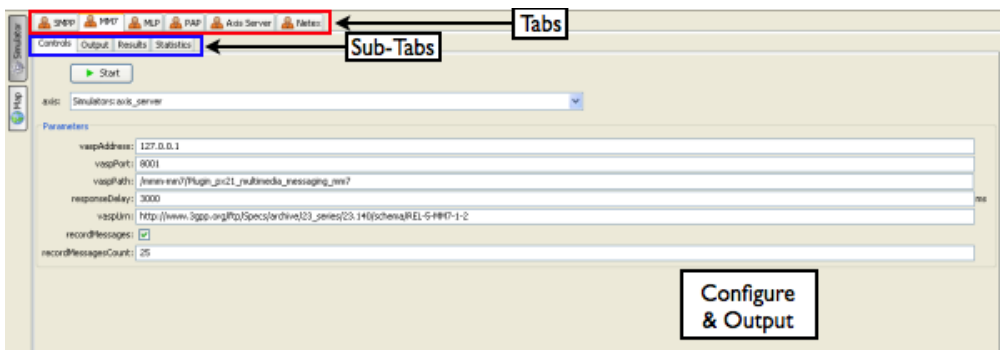 SMPP MM7 MLP PAP Axis Server Netex
Tabs
Controls Output Results Statistics
Sub-Tabs
Simulator
Map
Start
axis: Simulators:axis_server
Parameters
vaspAddress: 127.0.0.1
vaspPort: 8001
vaspPath: /mmm-mm7/Plugin_px21_multimedia_messaging_mm7
responseDelay: 3000 ms
vaspUrn: http://www.3gpp.org/ftp/Specs/archive/23_series/23.140/schema/REL-5-MM7-1-2
recordMessages:
recordMessagesCount: 25
Configure
& Output